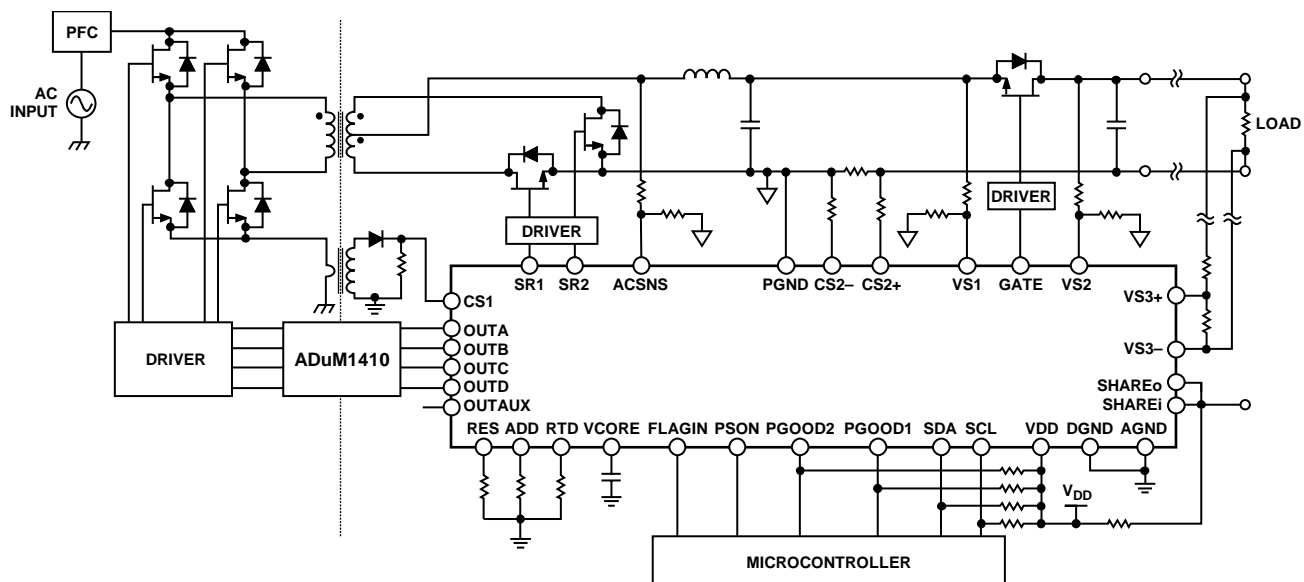 PFC
AC
INPUT
LOAD
DRIVER
DRIVER
SR1 SR2 ACSNS PGND CS2– CS2+ VS1 GATE VS2
CS1
VS3+
OUTA
OUTB
OUTC
OUTD
OUTAUX
DRIVER
ADuM1410
VS3–
SHAREo
SHAREi
RES ADD RTD VCORE FLAGIN PSON PGOOD2 PGOOD1 SDA SCL VDD DGND AGND
VDD
MICROCONTROLLER